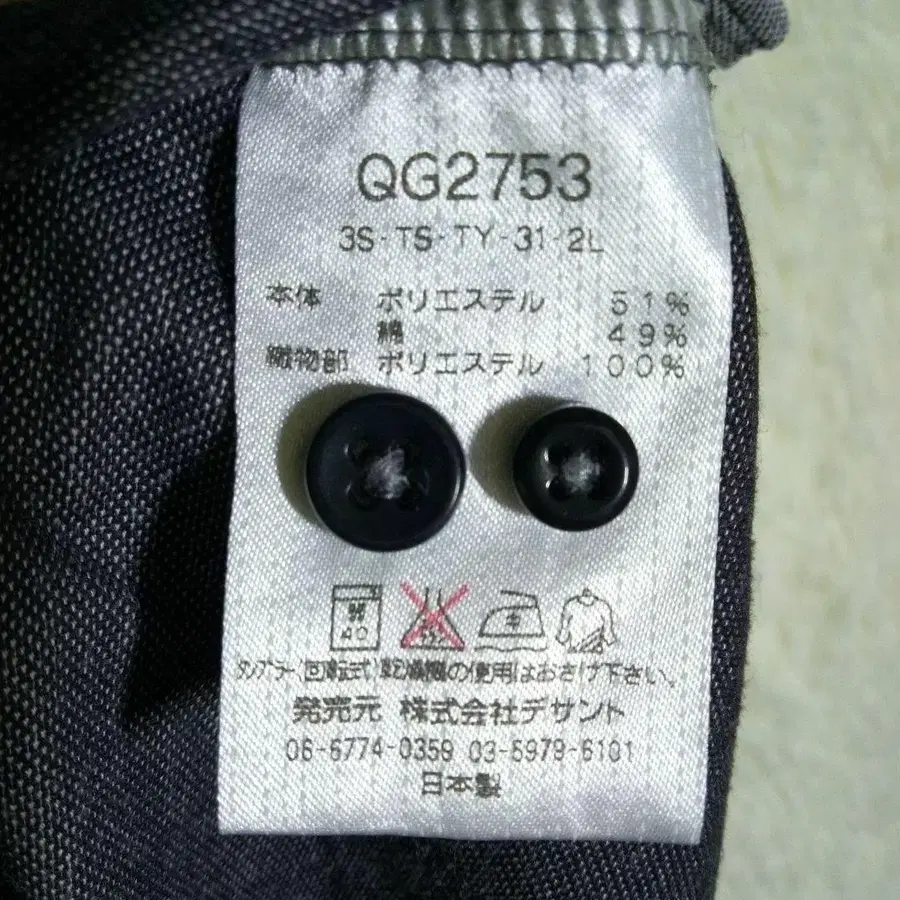 QG2753
3S-TS-TY-31-2L
本体 ポリエステル 51%
綿 49%
織物部 ポリエステル 100%
40
タンブラー(回転式)乾燥機の使用はおさけ下さい。
発売元 株式会社デサント
06-6774-0359 03-5979-6101
日本製